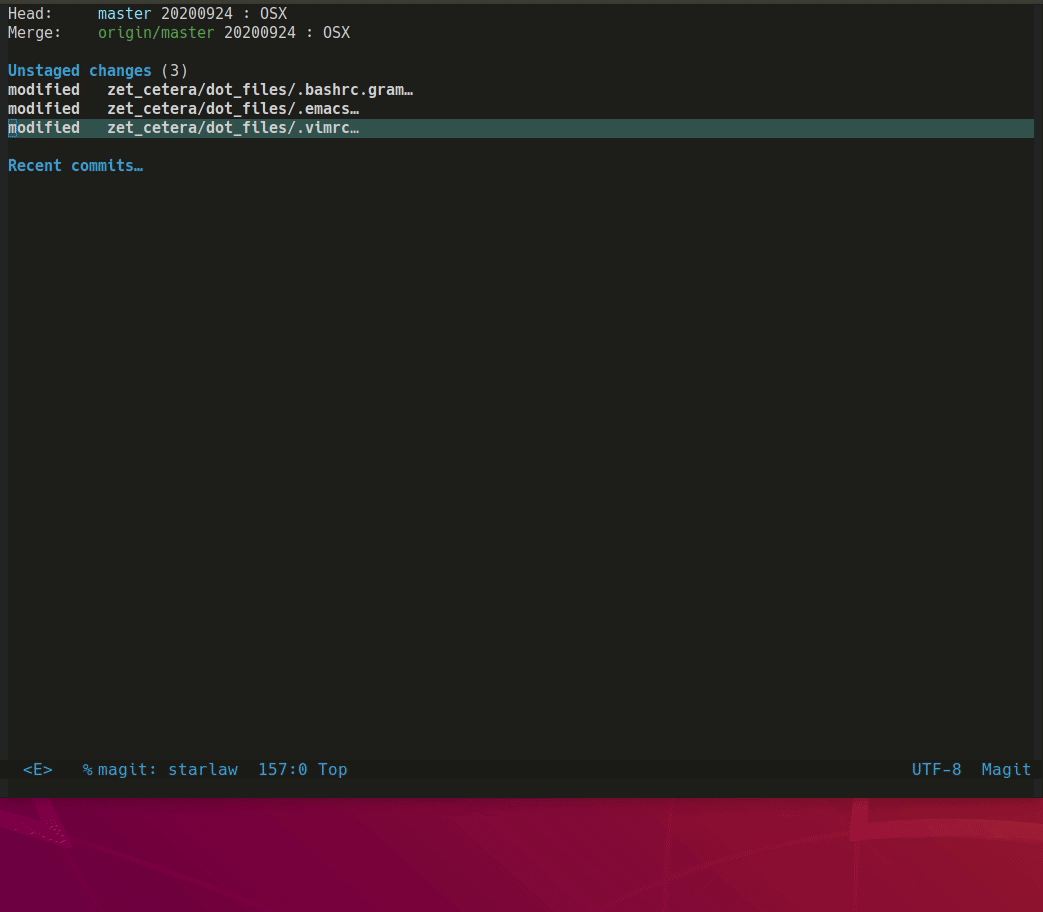 Head:     master 20200924 : OSX
Merge:    origin/master 20200924 : OSX
Unstaged changes (3)
modified   zet_cetera/dot_files/.bashrc.gram…
modified   zet_cetera/dot_files/.emacs…
modified   zet_cetera/dot_files/.vimrc…
Recent commits…
<E>   % magit: starlaw  157:0 Top   UTF-8  Magit